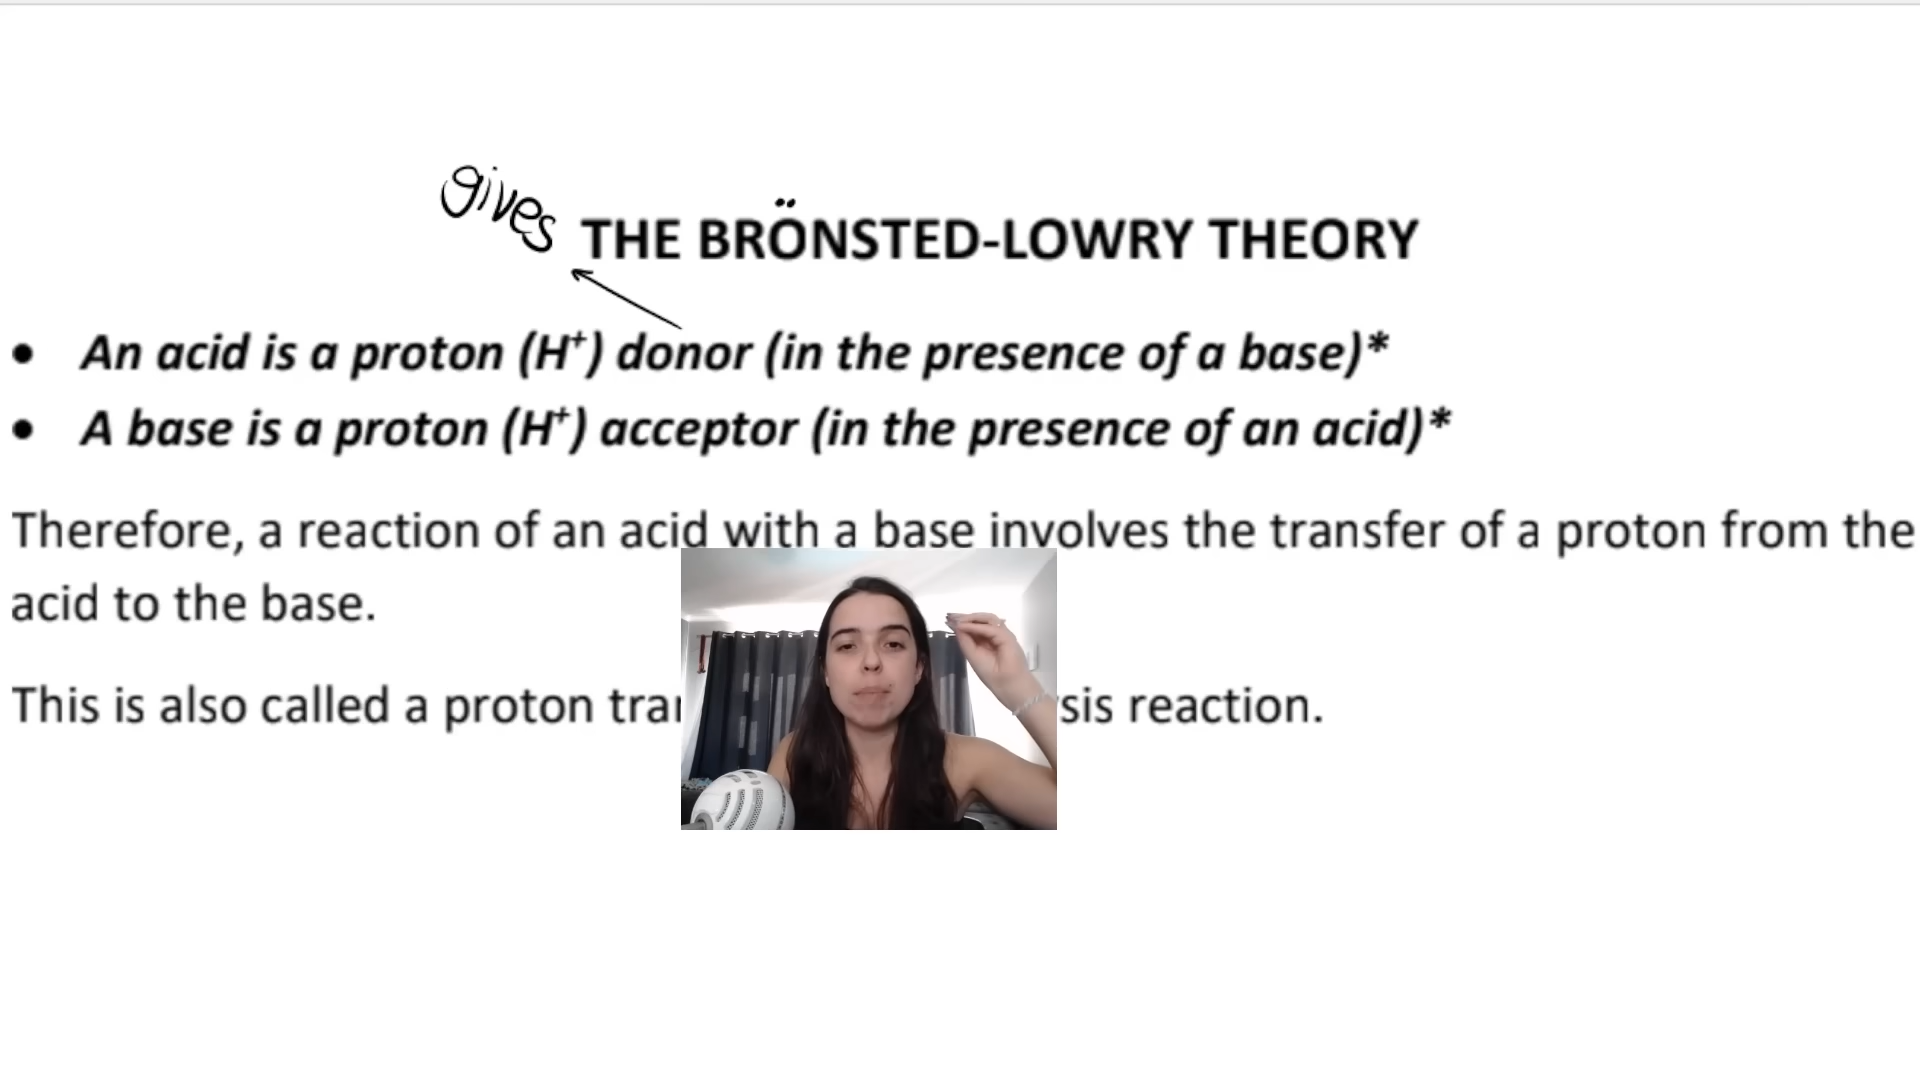 gives
THE BRÖNSTED-LOWRY THEORY
• An acid is a proton (H⁺) donor (in the presence of a base)*
• A base is a proton (H⁺) acceptor (in the presence of an acid)*
Therefore, a reaction of an acid with a base involves the transfer of a proton from the
acid to the base.
This is also called a proton reaction.